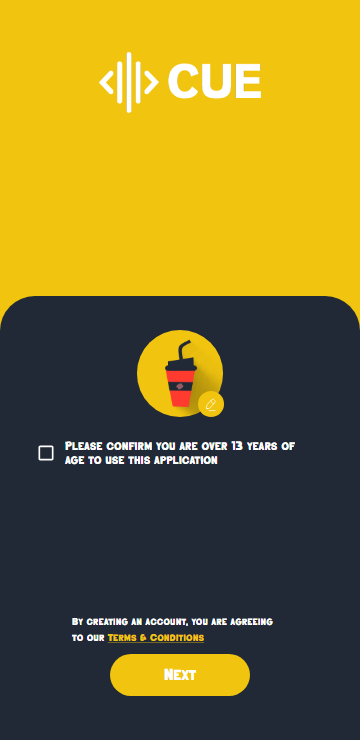 CUE
Please confirm you are over 13 years of
age to use this application
By creating an account, you are agreeing
to our Terms & Conditions
Next